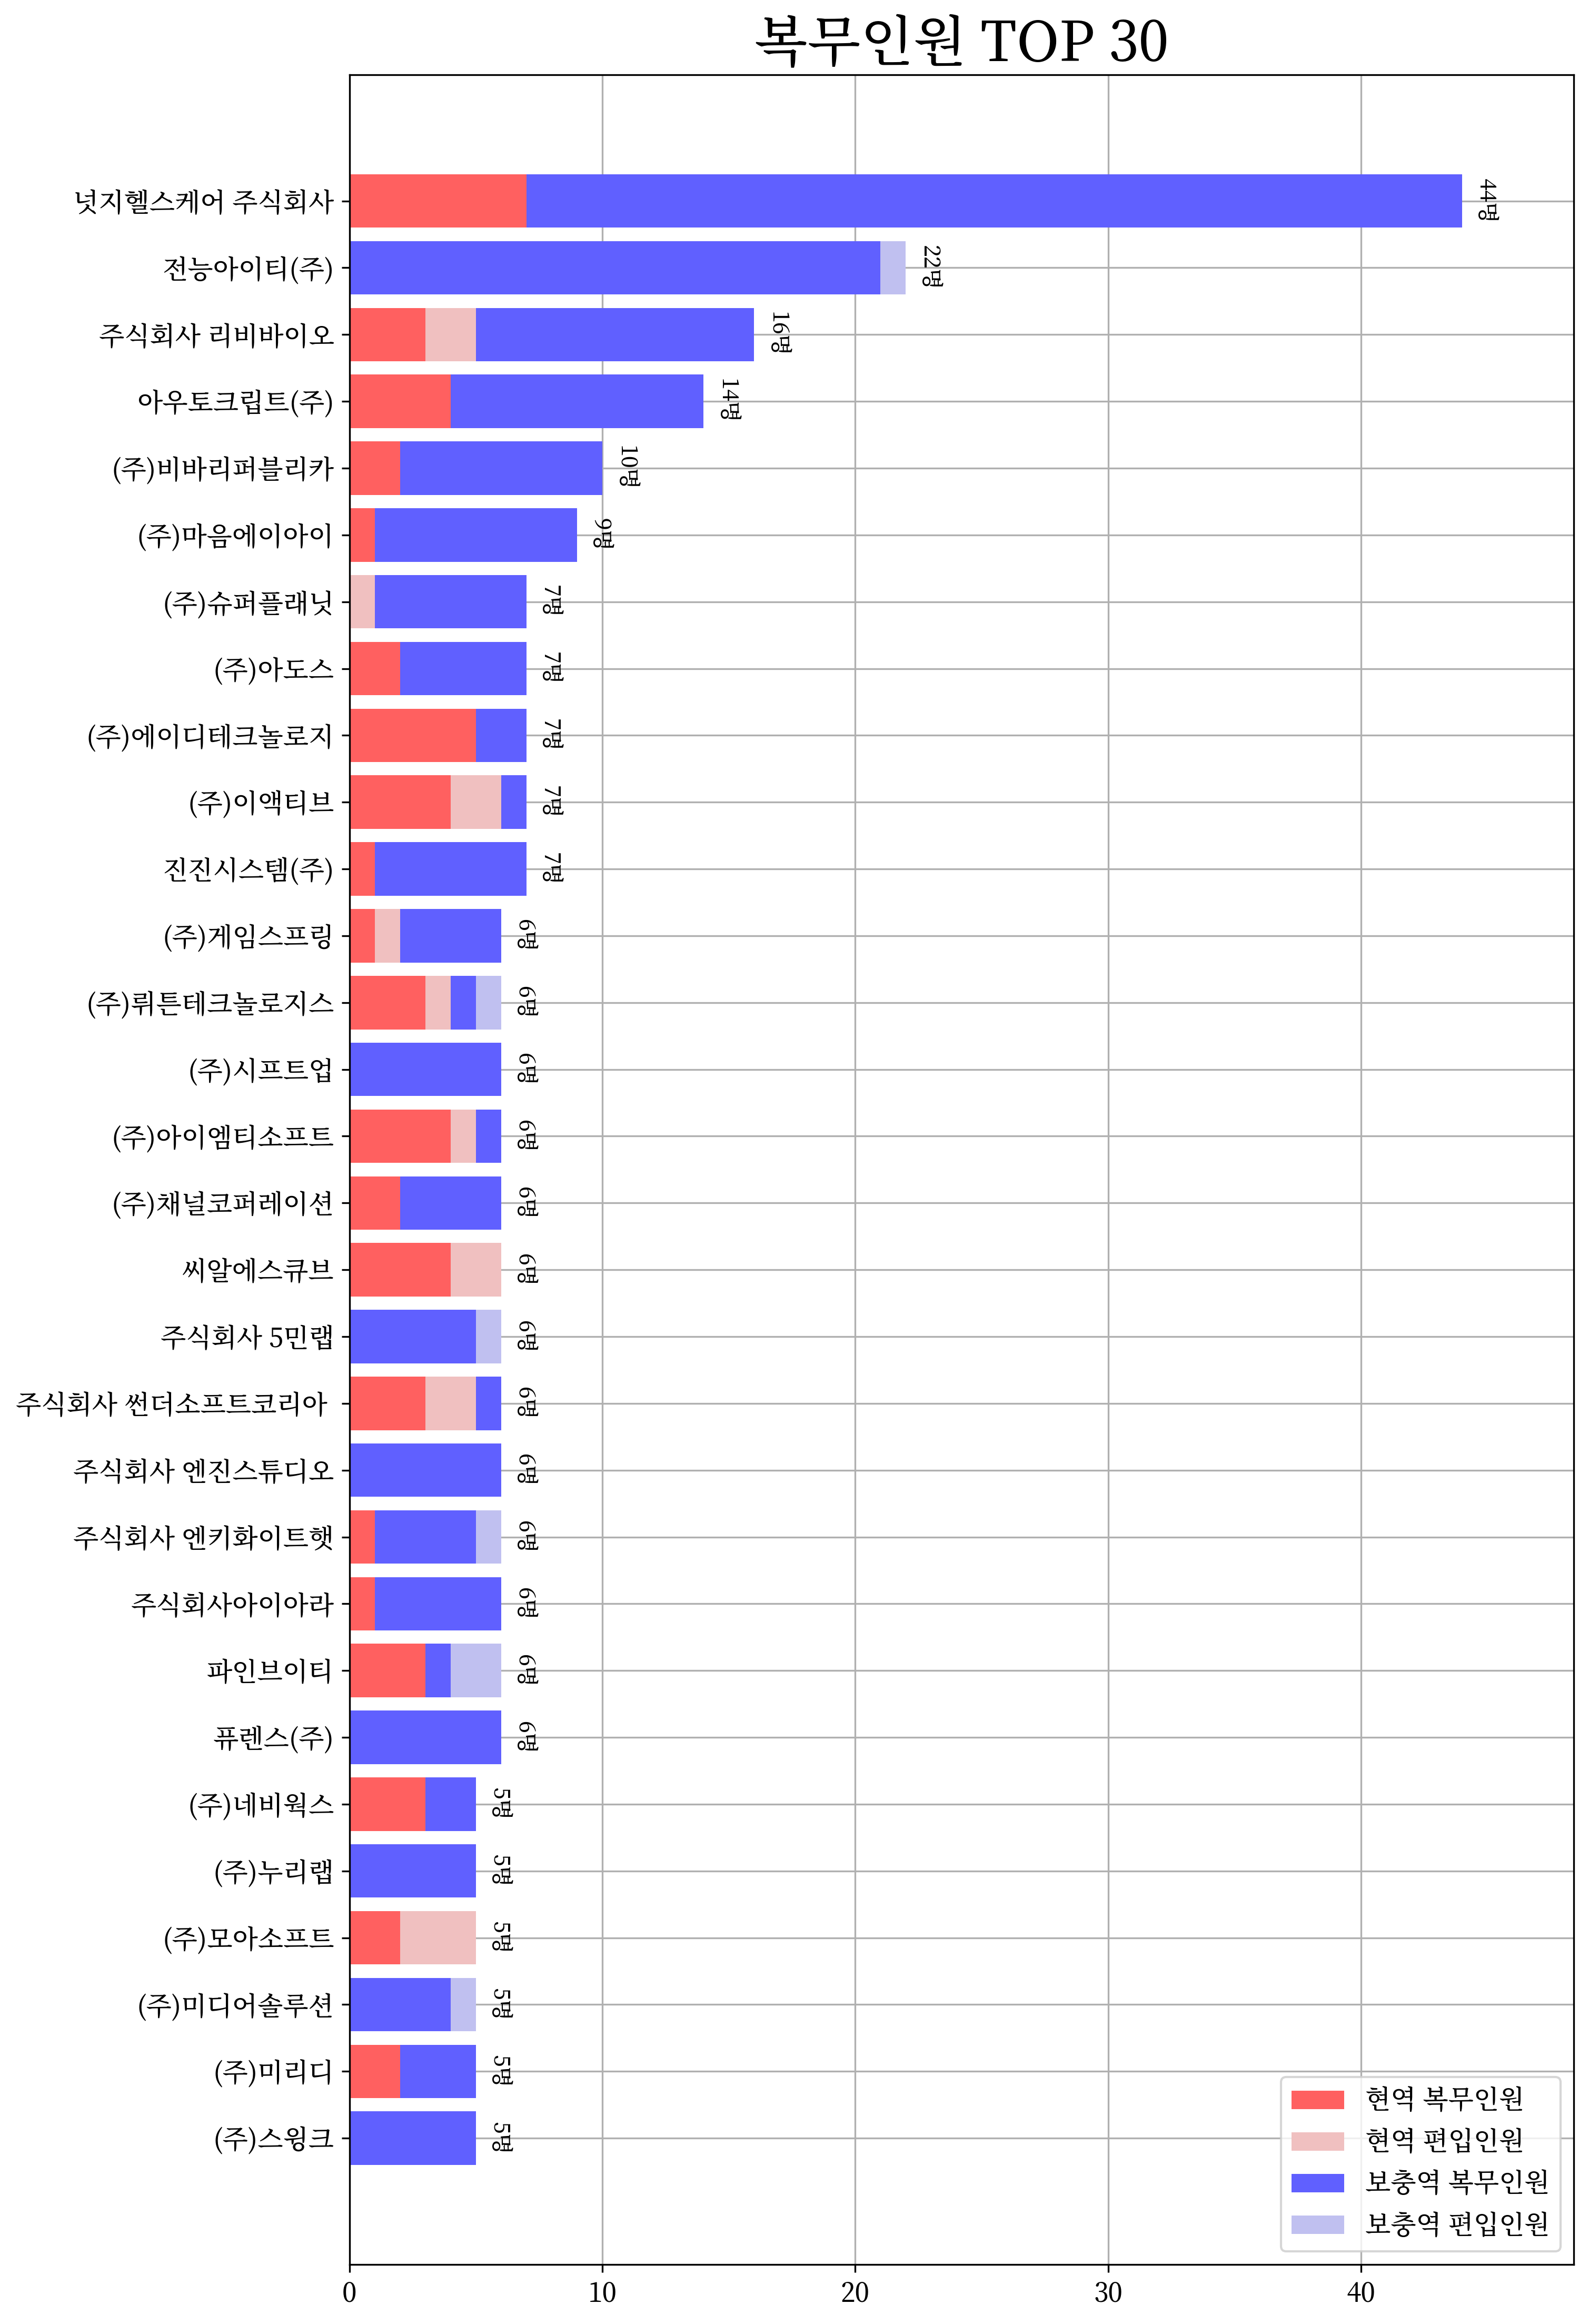 복무인원 TOP 30
넛지헬스케어 주식회사 44명
전능아이티(주) 22명
주식회사 리비바이오 16명
아우토크립트(주) 14명
(주)비바리퍼블리카 10명
(주)마음에이아이 9명
(주)슈퍼플래닛 7명
(주)아도스 7명
(주)에이디테크놀로지 7명
(주)이액티브 7명
진진시스템(주) 7명
(주)게임스프링 6명
(주)뤼튼테크놀로지스 6명
(주)시프트업 6명
(주)아이엠티소프트 6명
(주)채널코퍼레이션 6명
씨알에스큐브 6명
주식회사 5민랩 6명
주식회사 썬더소프트코리아 6명
주식회사 엔진스튜디오 6명
주식회사 엔키화이트햇 6명
주식회사아이아라 6명
파인브이티 6명
퓨렌스(주) 6명
(주)네비웍스 5명
(주)누리랩 5명
(주)모아소프트 5명
(주)미디어솔루션 5명
(주)미리디 5명
(주)스윙크 5명
현역 복무인원
현역 편입인원
보충역 복무인원
보충역 편입인원
0 10 20 30 40